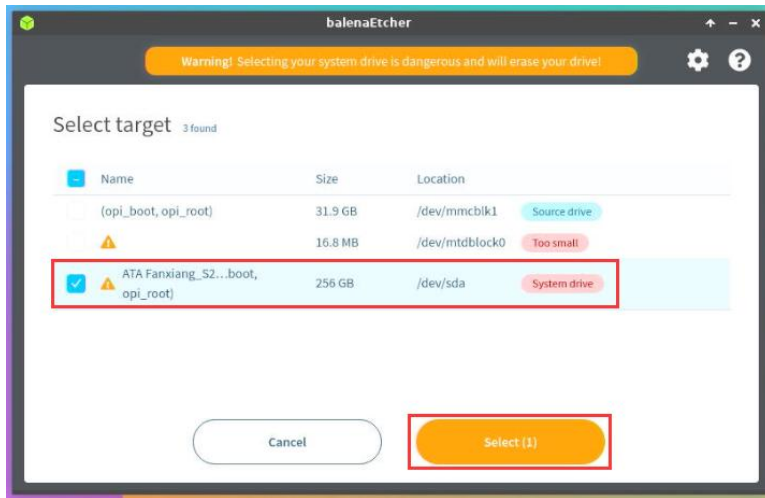 balenaEtcher
Warning! Selecting your system drive is dangerous and will erase your drive!
Select target 3 found
Name Size Location
(opi_boot, opi_root) 31.9 GB /dev/mmcblk1 Source drive
16.8 MB /dev/mtdblock0 Too small
ATA Fanxiang_S2...boot,
opi_root) 256 GB /dev/sda System drive
Cancel Select (1)